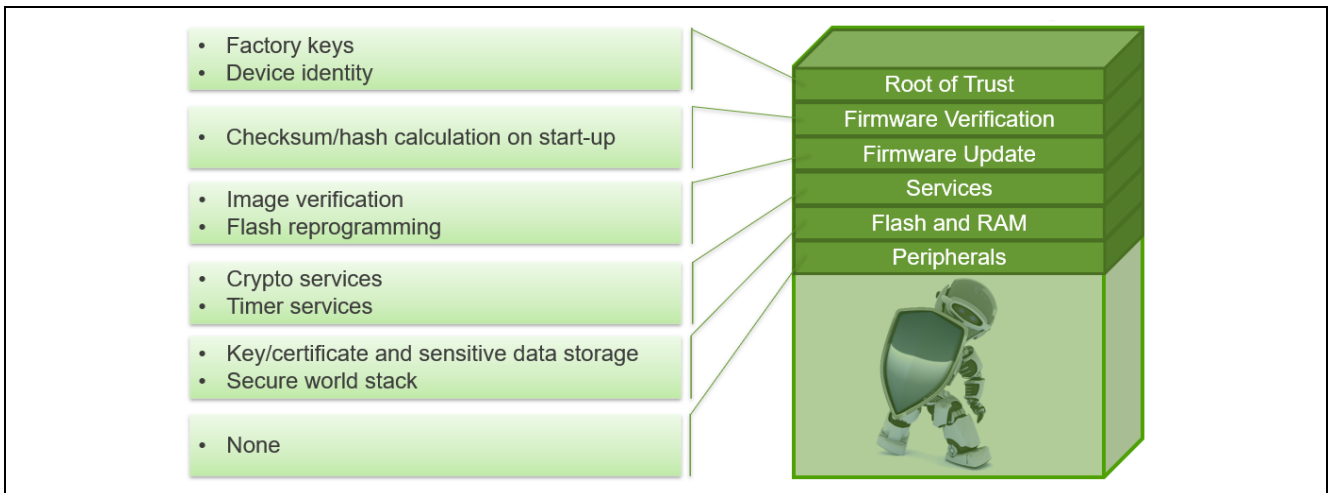 • Factory keys
• Device identity
• Checksum/hash calculation on start-up
• Image verification
• Flash reprogramming
• Crypto services
• Timer services
• Key/certificate and sensitive data storage
• Secure world stack
• None
Root of Trust
Firmware Verification
Firmware Update
Services
Flash and RAM
Peripherals